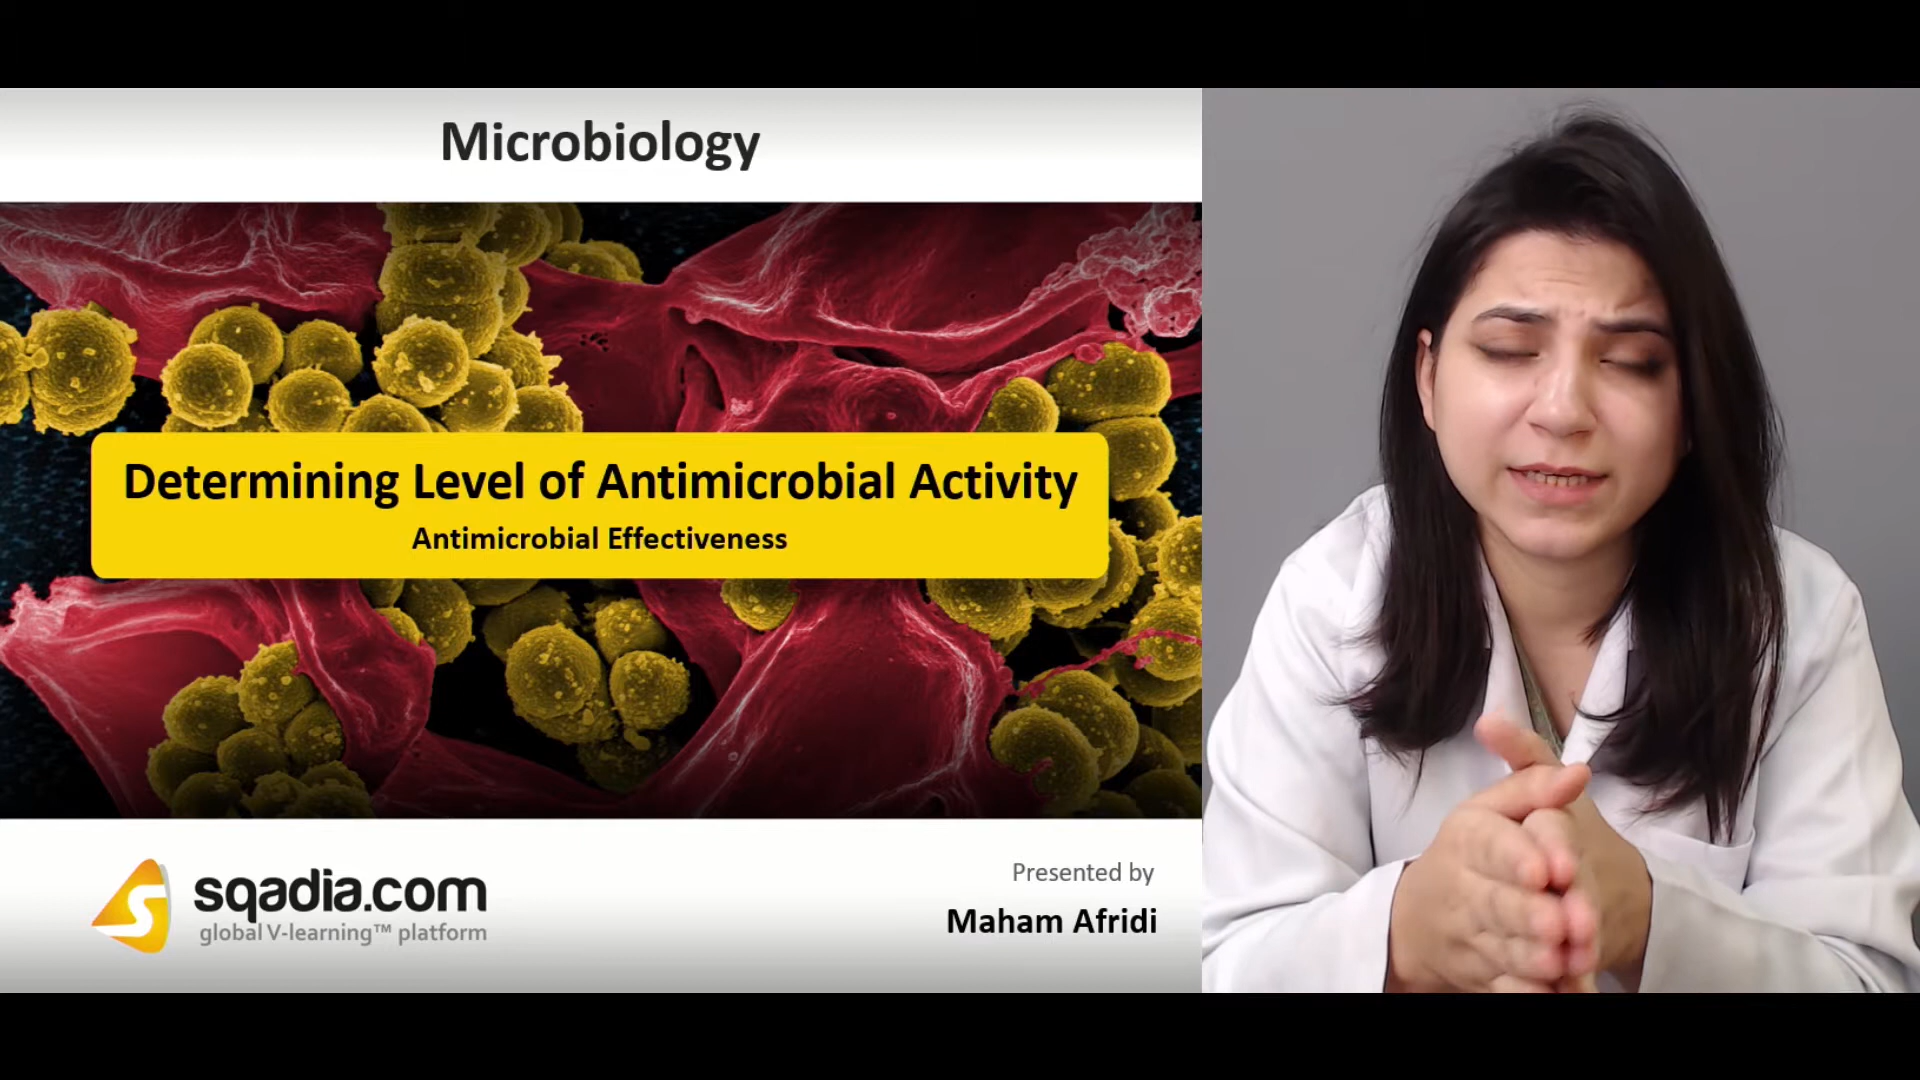 Microbiology
Determining Level of Antimicrobial Activity
Antimicrobial Effectiveness
sqadia.com
global V-learning™ platform
Presented by
Maham Afridi